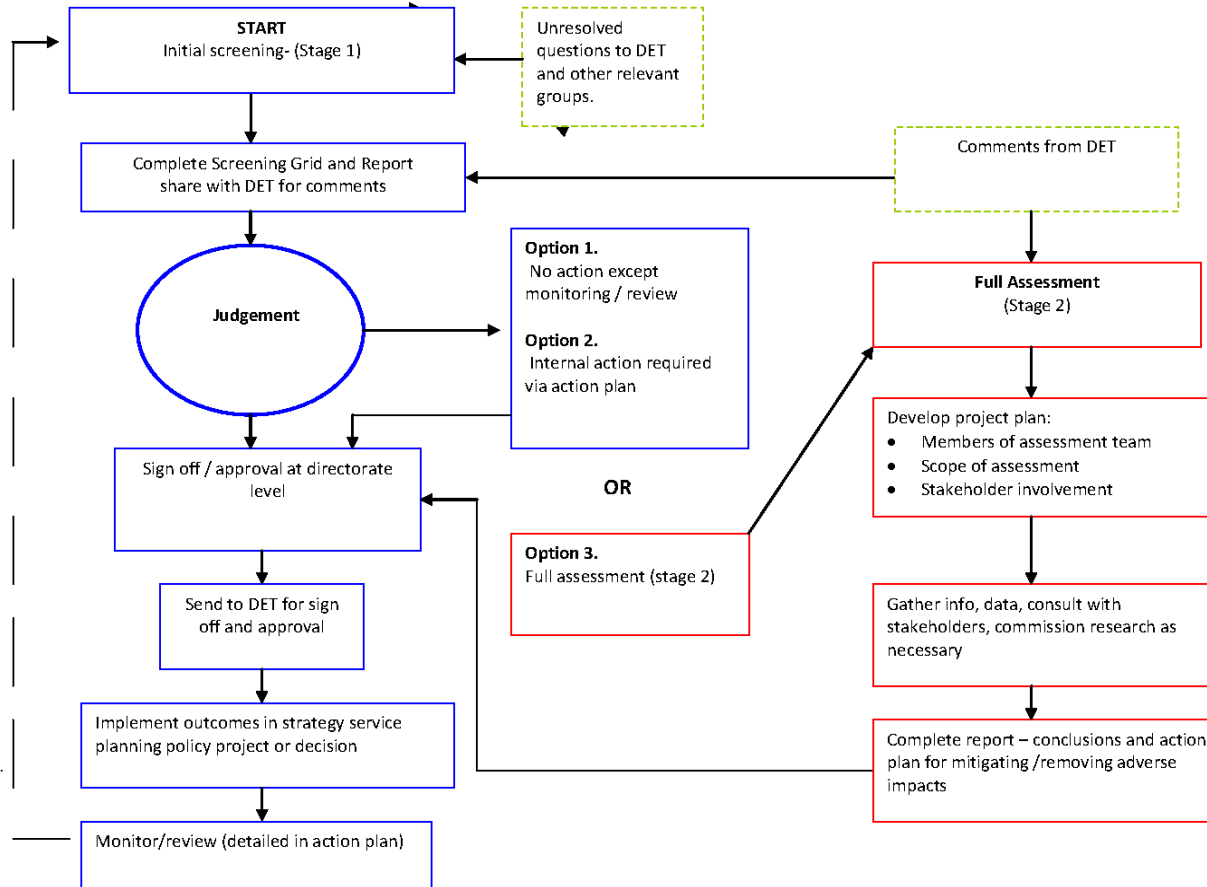 START
Initial screening- (Stage 1)
Unresolved
questions to DET
and other relevant
groups.
Complete Screening Grid and Report
share with DET for comments
Comments from DET
Judgement
Option 1.
No action except
monitoring / review
Option 2.
Internal action required
via action plan
Full Assessment
(Stage 2)
Develop project plan:
• Members of assessment team
• Scope of assessment
• Stakeholder involvement
Sign off / approval at directorate
level
OR
Option 3.
Full assessment (stage 2)
Send to DET for sign
off and approval
Gather info, data, consult with
stakeholders, commission research as
necessary
Implement outcomes in strategy service
planning policy project or decision
Complete report – conclusions and action
plan for mitigating /removing adverse
impacts
Monitor/review (detailed in action plan)